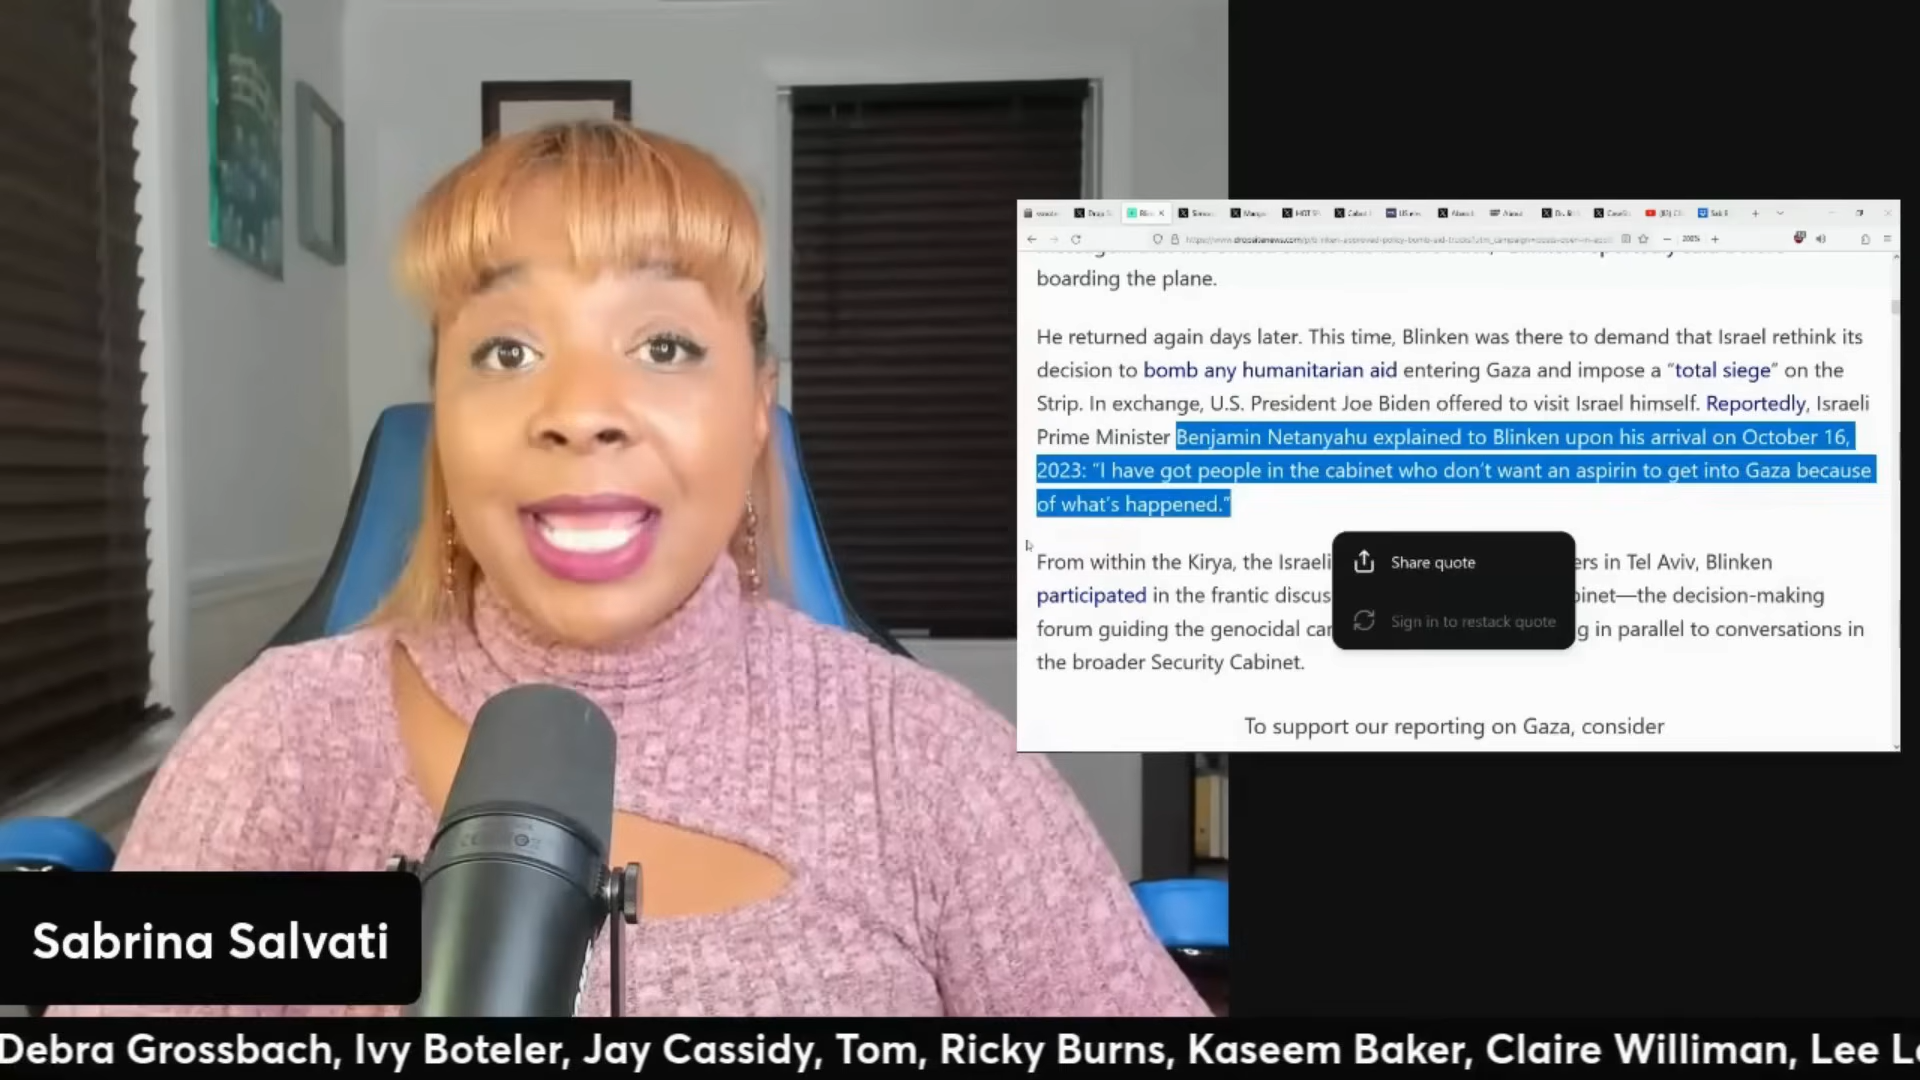 boarding the plane.
He returned again days later. This time, Blinken was there to demand that Israel rethink its
decision to bomb any humanitarian aid entering Gaza and impose a “total siege” on the
Strip. In exchange, U.S. President Joe Biden offered to visit Israel himself. Reportedly, Israeli
Prime Minister Benjamin Netanyahu explained to Blinken upon his arrival on October 16,
2023: “I have got people in the cabinet who don’t want an aspirin to get into Gaza because
of what’s happened.”
Share quote
Sign in to restack quote
From within the Kirya, the Israeli ers in Tel Aviv, Blinken
participated in the frantic discus binet—the decision-making
forum guiding the genocidal car g in parallel to conversations in
the broader Security Cabinet.
To support our reporting on Gaza, consider
Sabrina Salvati
Debra Grossbach, Ivy Boteler, Jay Cassidy, Tom, Ricky Burns, Kaseem Baker, Claire Williman, Lee